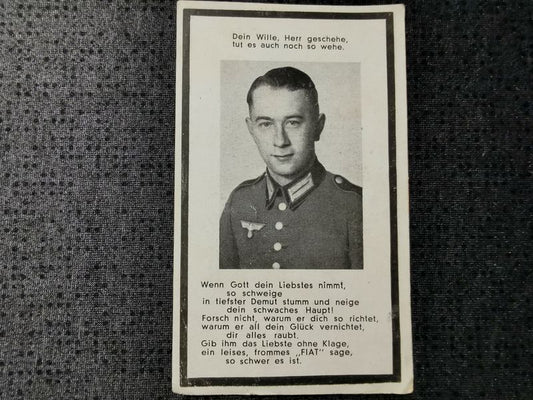 Dein Wille, Herr geschehe,
tut es auch noch so wehe.
Wenn Gott dein Liebstes nimmt,
so schweige
in tiefster Demut stumm und neige
dein schwaches Haupt!
Forsch nicht, warum er dich so richtet,
warum er all dein Glück vernichtet,
dir alles raubt.
Gib ihm das Liebste ohne Klage,
ein leises, frommes „FIAT" sage,
so schwer es ist.